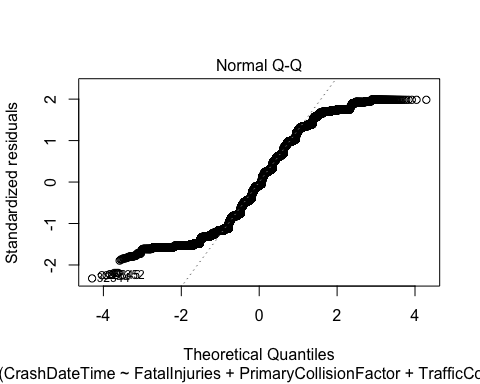 Normal Q-Q
Standardized residuals
2
1
0
-1
-2
-4
-2
0
2
4
Theoretical Quantiles
(CrashDateTime ~ FatalInjuries + PrimaryCollisionFactor + TrafficCo